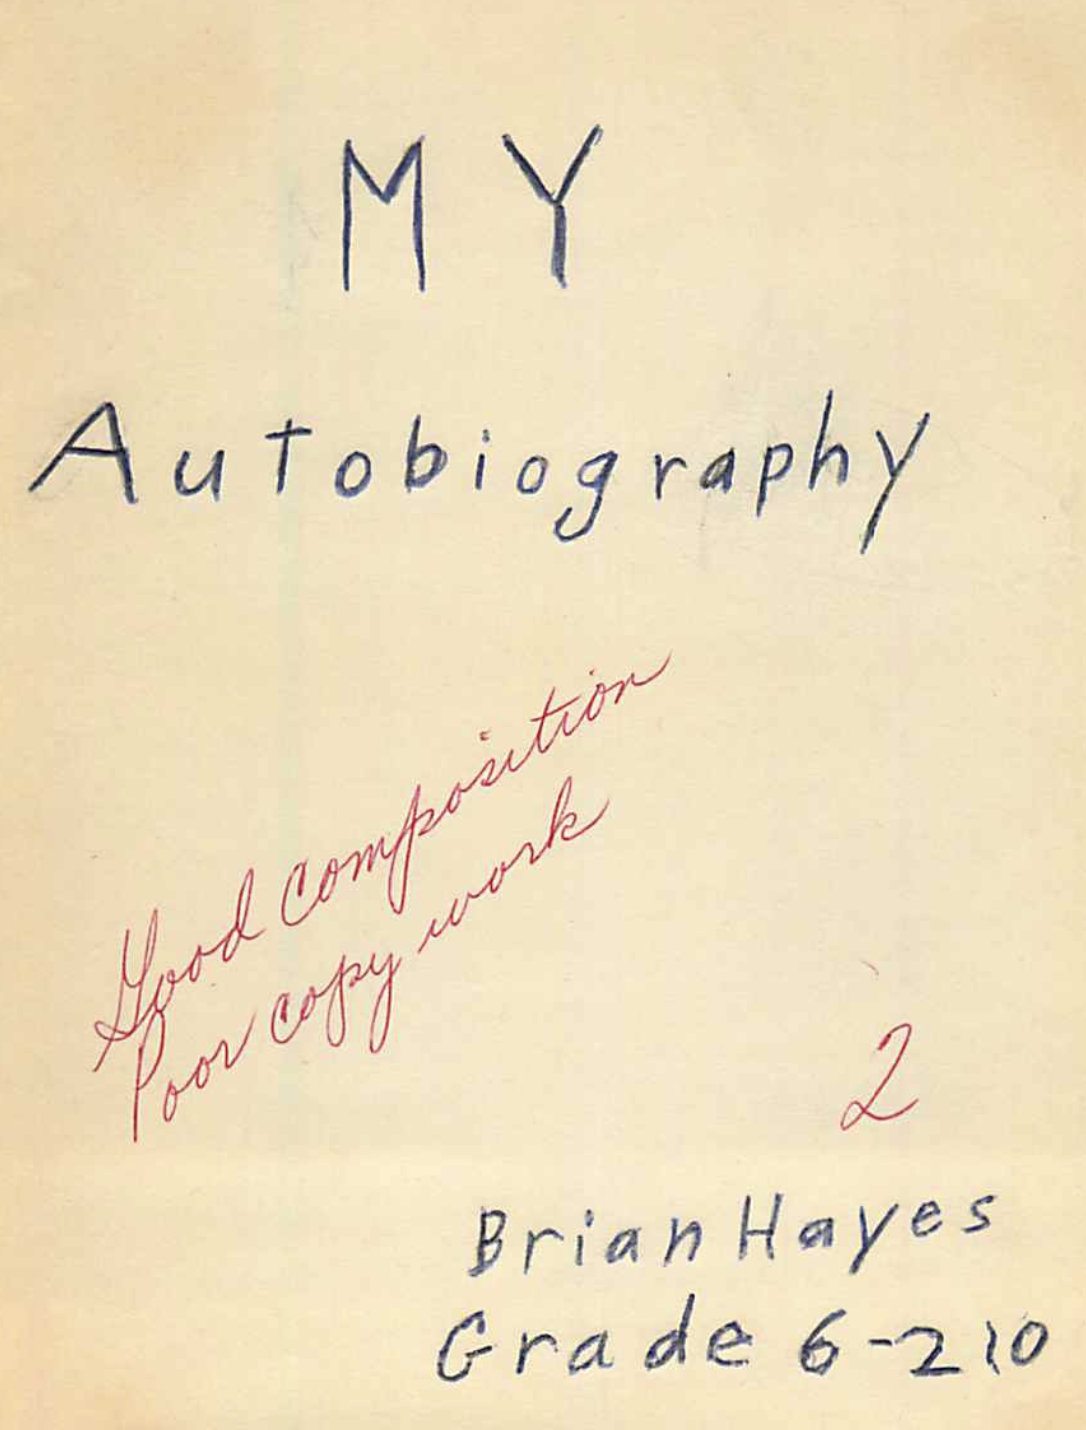 MY
Autobiography
Good composition
Poor copy work
2
Brian Hayes
Grade 6-210